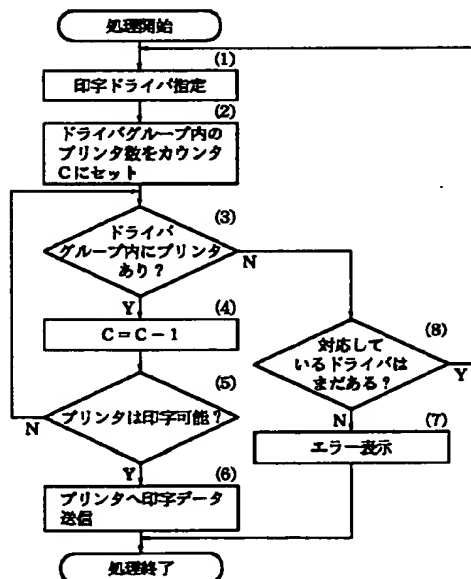 処理開始
(1)
印字ドライバ指定
(2)
ドライバグループ内の
プリンタ数をカウンタ
Cにセット
(3)
ドライバ
グループ内にプリンタ
あり？
N
Y
(4)
C＝C－1
(5)
プリンタは印字可能？
N
Y
(6)
プリンタへ印字データ
送信
(8)
対応して
いるドライバは
まだある？
Y
N
(7)
エラー表示
処理終了